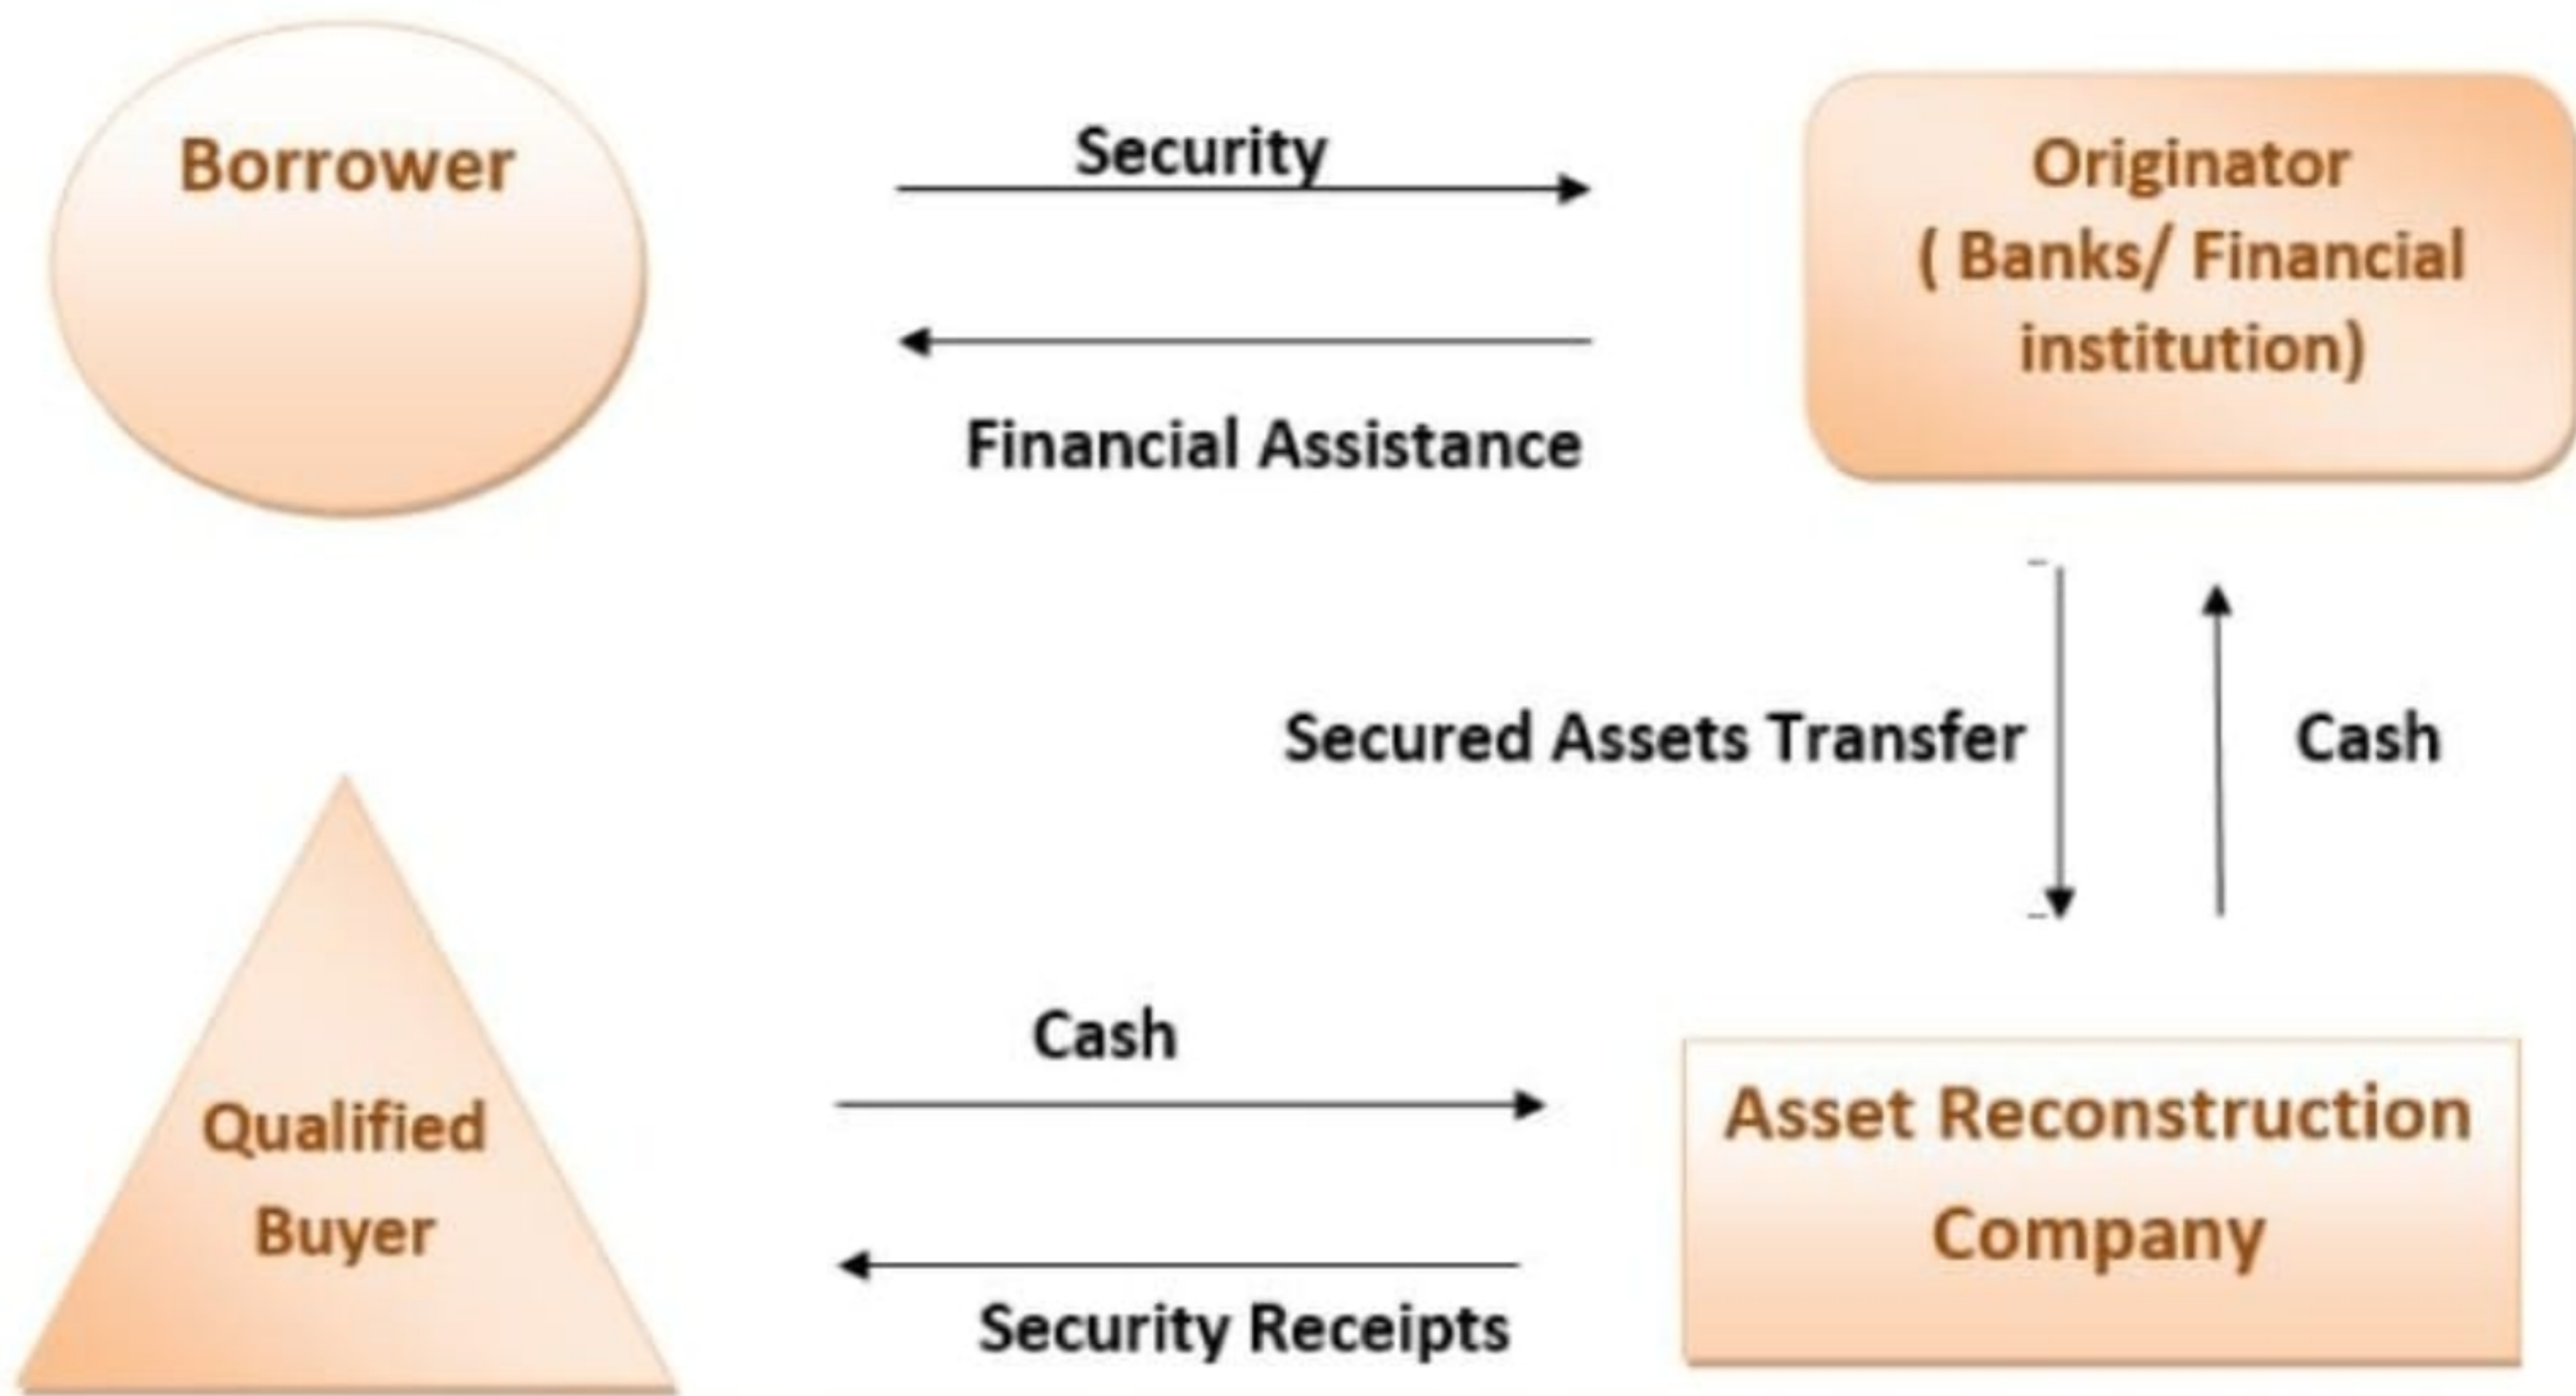 Borrower
Security
Originator
( Banks/ Financial
institution)
Financial Assistance
Secured Assets Transfer
Cash
Cash
Qualified
Buyer
Asset Reconstruction
Company
Security Receipts